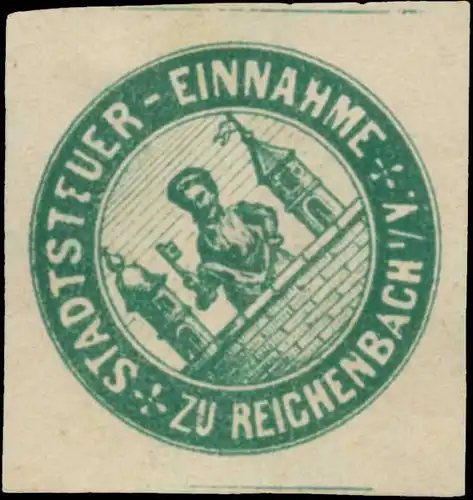 STADTSTEUER-EINNAHME
ZU REICHENBACH i/V.